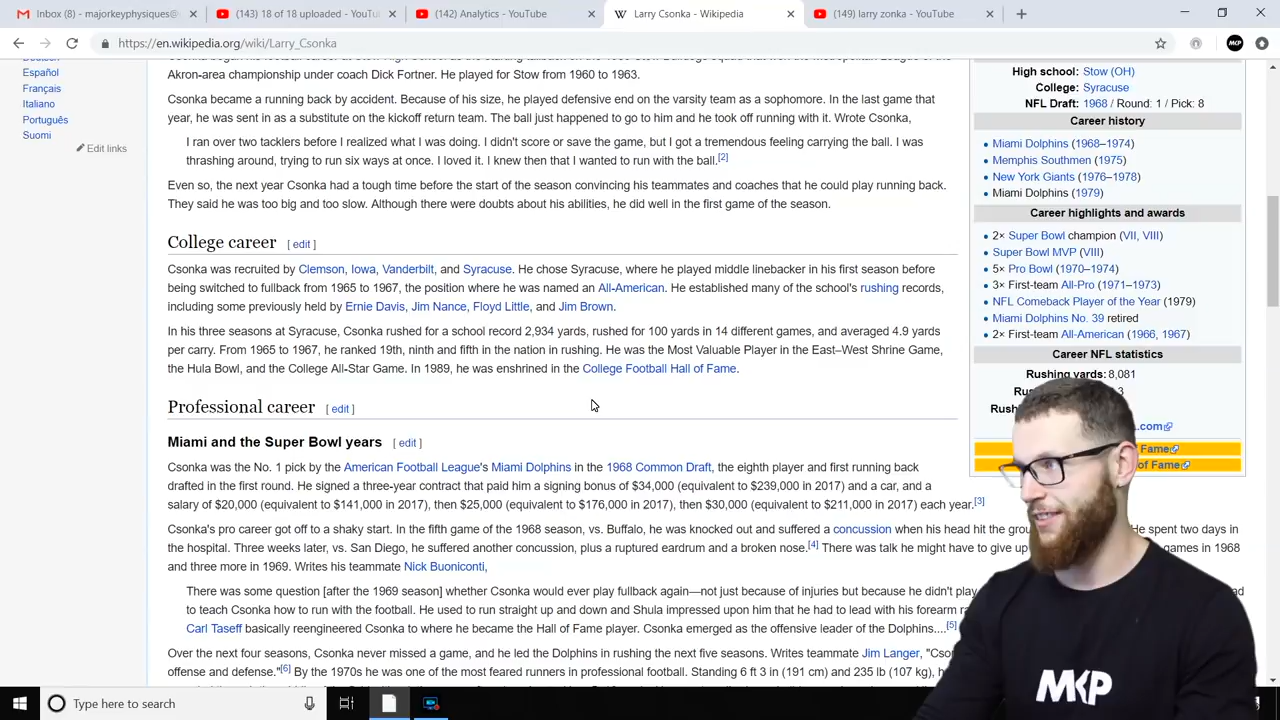 Inbox (8) - majorkeyphysiques@
(143) 18 of 18 uploaded - YouTu
(142) Analytics - YouTube
Larry Csonka - Wikipedia
(149) larry zonka - YouTube
https://en.wikipedia.org/wiki/Larry_Csonka
MKP
Deutsch
Español
Français
Italiano
Português
Suomi
Edit links
Akron-area championship under coach Dick Fortner. He played for Stow from 1960 to 1963.
Csonka became a running back by accident. Because of his size, he played defensive end on the varsity team as a sophomore. In the last game that
year, he was sent in as a substitute on the kickoff return team. The ball just happened to go to him and he took off running with it. Wrote Csonka,
I ran over two tacklers before I realized what I was doing. I didn't score or save the game, but I got a tremendous feeling carrying the ball. I was
thrashing around, trying to run six ways at once. I loved it. I knew then that I wanted to run with the ball.[2]
Even so, the next year Csonka had a tough time before the start of the season convincing his teammates and coaches that he could play running back.
They said he was too big and too slow. Although there were doubts about his abilities, he did well in the first game of the season.
College career [ edit ]
Csonka was recruited by Clemson, Iowa, Vanderbilt, and Syracuse. He chose Syracuse, where he played middle linebacker in his first season before
being switched to fullback from 1965 to 1967, the position where he was named an All-American. He established many of the school's rushing records,
including some previously held by Ernie Davis, Jim Nance, Floyd Little, and Jim Brown.
In his three seasons at Syracuse, Csonka rushed for a school record 2,934 yards, rushed for 100 yards in 14 different games, and averaged 4.9 yards
per carry. From 1965 to 1967, he ranked 19th, ninth and fifth in the nation in rushing. He was the Most Valuable Player in the East–West Shrine Game,
the Hula Bowl, and the College All-Star Game. In 1989, he was enshrined in the College Football Hall of Fame.
Professional career [ edit ]
Miami and the Super Bowl years [ edit ]
Csonka was the No. 1 pick by the American Football League's Miami Dolphins in the 1968 Common Draft, the eighth player and first running back
drafted in the first round. He signed a three-year contract that paid him a signing bonus of $34,000 (equivalent to $239,000 in 2017) and a car, and a
salary of $20,000 (equivalent to $141,000 in 2017), then $25,000 (equivalent to $176,000 in 2017), then $30,000 (equivalent to $211,000 in 2017) each year.[3]
Csonka's pro career got off to a shaky start. In the fifth game of the 1968 season, vs. Buffalo, he was knocked out and suffered a concussion when his head hit the grou He spent two days in
the hospital. Three weeks later, vs. San Diego, he suffered another concussion, plus a ruptured eardrum and a broken nose.[4] There was talk he might have to give up games in 1968
and three more in 1969. Writes his teammate Nick Buoniconti,
There was some question [after the 1969 season] whether Csonka would ever play fullback again—not just because of injuries but because he didn't play ad
to teach Csonka how to run with the football. He used to run straight up and down and Shula impressed upon him that he had to lead with his forearm ra
Carl Taseff basically reengineered Csonka to where he became the Hall of Fame player. Csonka emerged as the offensive leader of the Dolphins....[5]
Over the next four seasons, Csonka never missed a game, and he led the Dolphins in rushing the next five seasons. Writes teammate Jim Langer, "Cso
offense and defense."[6] By the 1970s he was one of the most feared runners in professional football. Standing 6 ft 3 in (191 cm) and 235 lb (107 kg), h
High school: Stow (OH)
College: Syracuse
NFL Draft: 1968 / Round: 1 / Pick: 8
Career history
Miami Dolphins (1968–1974)
Memphis Southmen (1975)
New York Giants (1976–1978)
Miami Dolphins (1979)
Career highlights and awards
2× Super Bowl champion (VII, VIII)
Super Bowl MVP (VIII)
5× Pro Bowl (1970–1974)
3× First-team All-Pro (1971–1973)
NFL Comeback Player of the Year (1979)
Miami Dolphins No. 39 retired
2× First-team All-American (1966, 1967)
Career NFL statistics
Rushing yards: 8,081
Ru .3
Rush
.com
Fame
of Fame
MKP
Type here to search